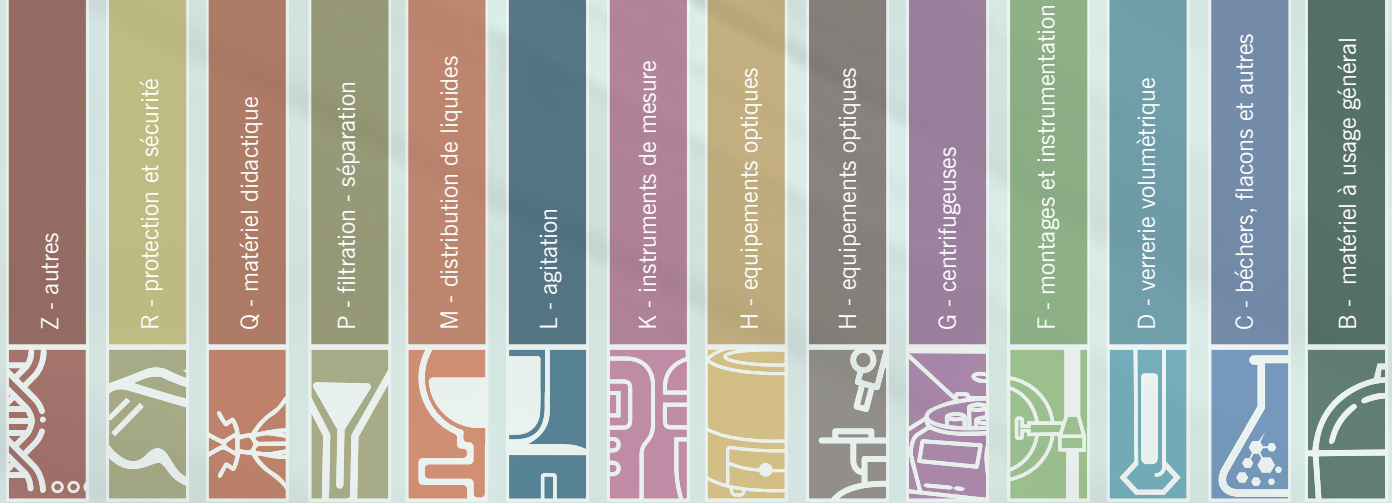 Z - autres
R - protection et sécurité
Q - matériel didactique
P - filtration - séparation
M - distribution de liquides
L - agitation
K - instruments de mesure
H - equipements optiques
H - equipements optiques
G - centrifugeuses
F - montages et instrumentation
D - verrerie volumètrique
C - béchers, flacons et autres
B - matériel à usage général